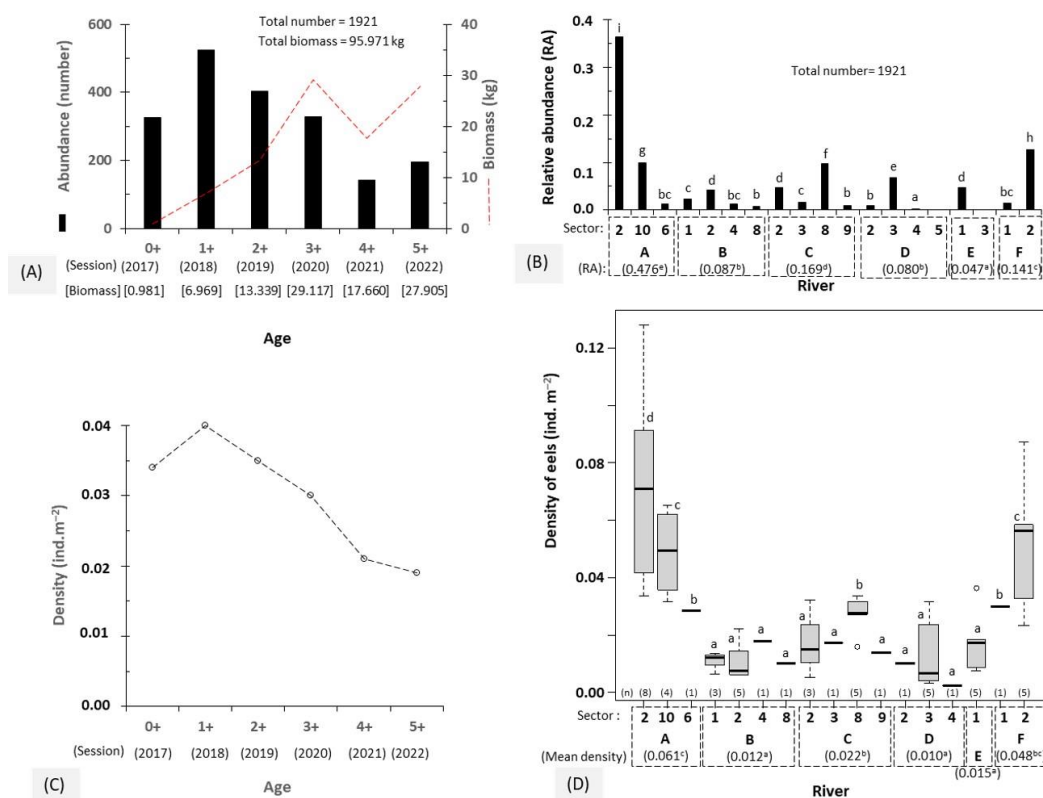 600
40
Total number = 1921
Total biomass = 95.971 kg
Abundance (number)
400
30
Biomass (kg)
20
200
10
0
0
0+ 1+ 2+ 3+ 4+ 5+
(Session) (2017) (2018) (2019) (2020) (2021) (2022)
[Biomass] [0.981] [6.969] [13.339] [29.117] [17.660] [27.905]
Age
(A)
0.4
i
Total number= 1921
Relative abundance (RA)
0.3
0.2
0.1
0.0
g bc c d bc b d c f b b e a d bc h
Sector: 2 10 6 1 2 4 8 2 3 8 9 2 3 4 5 1 3 1 2
A B C D E F
(RA): (0.476ᵉ) (0.087ᵇ) (0.169ᵈ) (0.080ᵇ) (0.047ᵃ) (0.141ᶜ)
River
(B)
0.04
0.03
Density (ind.m⁻²)
0.02
0.01
0.00
0+ 1+ 2+ 3+ 4+ 5+
(Session) (2017) (2018) (2019) (2020) (2021) (2022)
Age
(C)
0.12
Density of eels (ind. m⁻²)
0.08
0.04
0.00
d c b a a a a a a b a a a a a b c
(n) (8) (4) (1) (3) (5) (1) (1) (3) (1) (5) (1) (1) (5) (1) (5) (1) (5)
Sector : 2 10 6 1 2 4 8 2 3 8 9 2 3 4 1 1 2
A B C D E F
(Mean density) (0.061ᶜ) (0.012ᵃ) (0.022ᵇ) (0.010ᵃ) (0.048ᵇᶜ)
(0.015ᵃ)
River
(D)